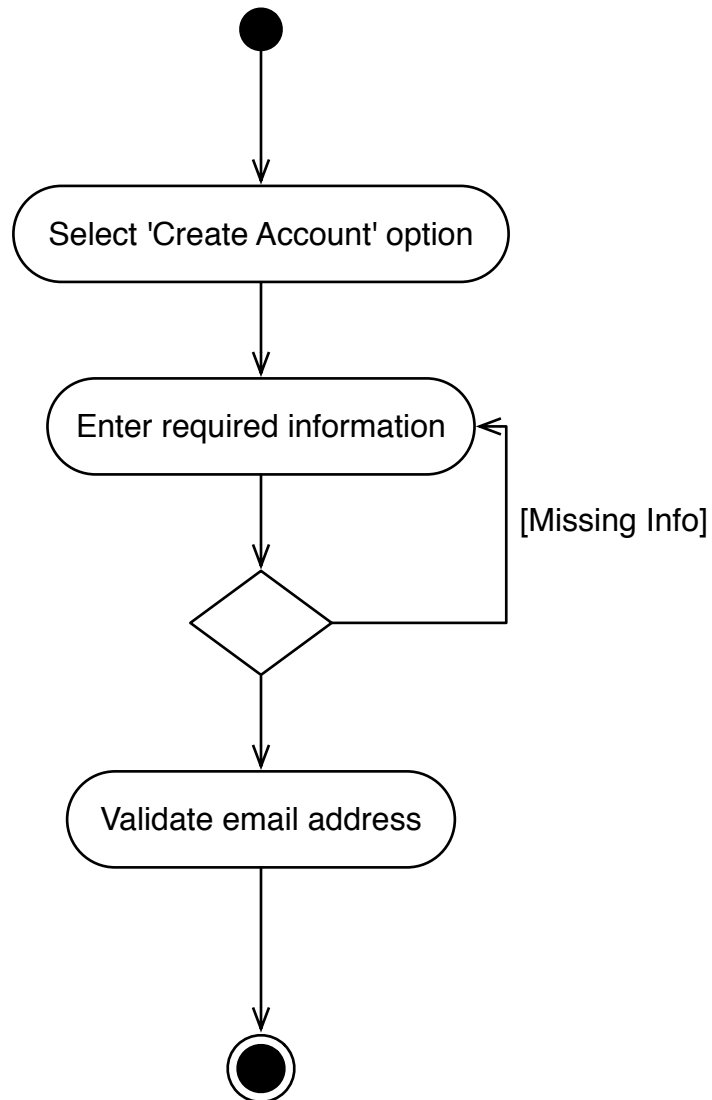 Select 'Create Account' option
Enter required information
[Missing Info]
Validate email address